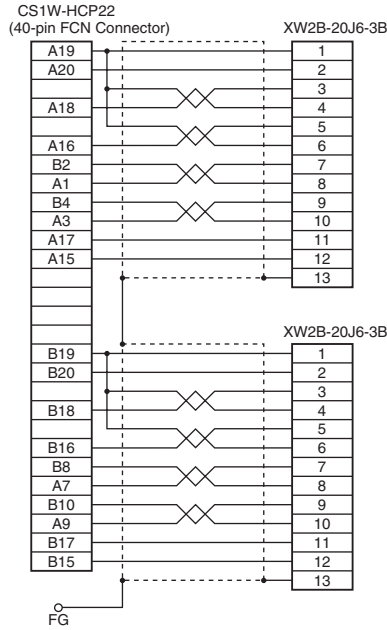 CS1W-HCP22
(40-pin FCN Connector) XW2B-20J6-3B
A19 1
A20 2
3
A18 4
5
A16 6
B2 7
A1 8
B4 9
A3 10
A17 11
A15 12
13
XW2B-20J6-3B
B19 1
B20 2
3
B18 4
5
B16 6
B8 7
A7 8
B10 9
A9 10
B17 11
B15 12
13
FG